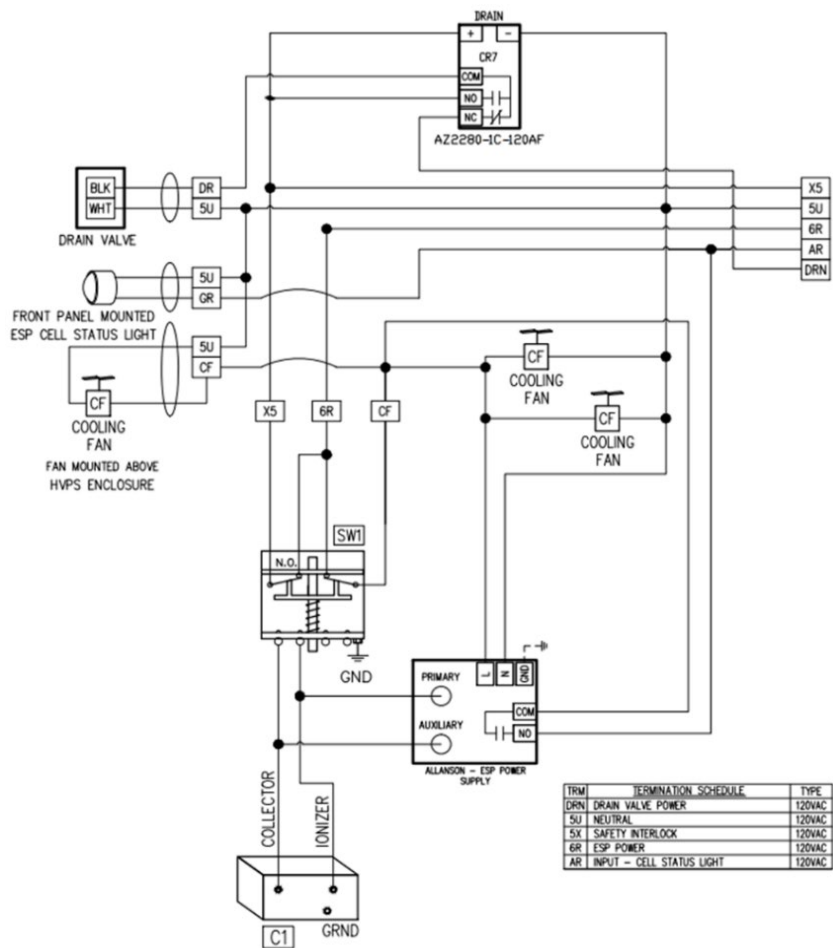 DRAIN
+ -
CR7
COM
NO
NC
AZ2280-1C-120AF
BLK
WHT
DRAIN VALVE
DR
5U
X5
5U
6R
AR
DRN
5U
GR
FRONT PANEL MOUNTED
ESP CELL STATUS LIGHT
5U
CF
CF
COOLING
FAN
FAN MOUNTED ABOVE
HVPS ENCLOSURE
X5
6R
CF
CF
COOLING
FAN
CF
COOLING
FAN
SW1
N.O.
GND
L
N
GND
PRIMARY
AUXILIARY
COM
NO
ALLANSON - ESP POWER
SUPPLY
COLLECTOR
IONIZER
C1
GRND
TRM TERMINATION SCHEDULE TYPE
DRN DRAIN VALVE POWER 120VAC
5U NEUTRAL 120VAC
5X SAFETY INTERLOCK 120VAC
6R ESP POWER 120VAC
AR INPUT - CELL STATUS LIGHT 120VAC